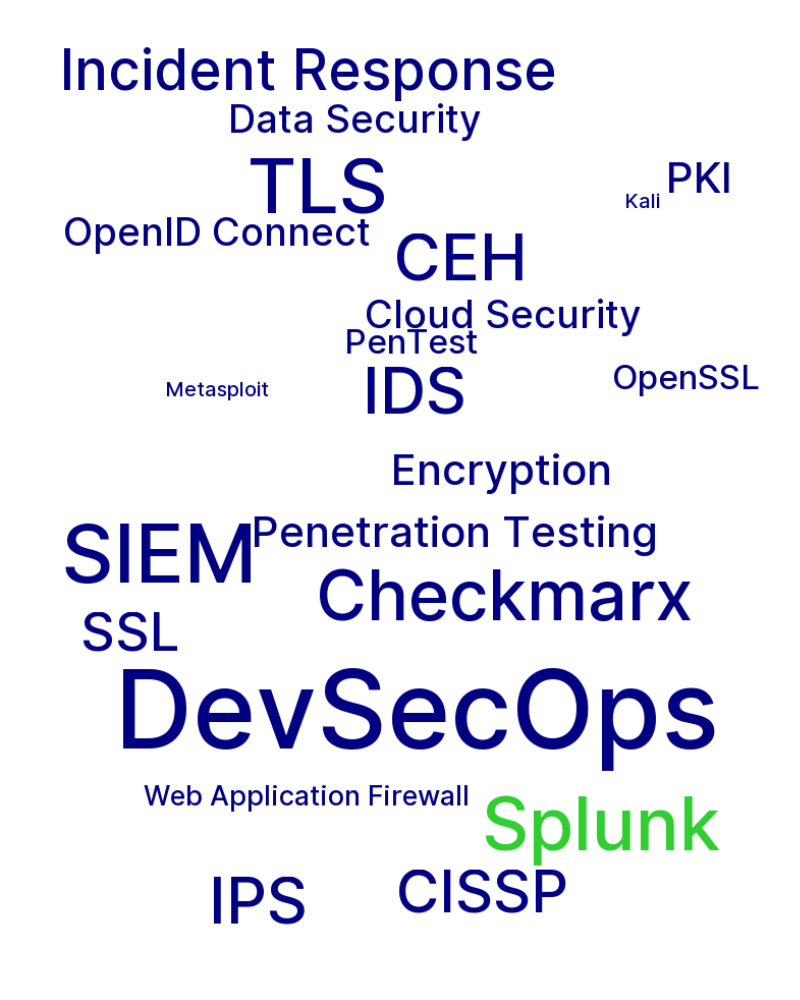 Incident Response
Data Security
TLS
PKI
Kali
OpenID Connect
CEH
Cloud Security
PenTest
IDS
OpenSSL
Metasploit
Encryption
Penetration Testing
SIEM
Checkmarx
SSL
DevSecOps
Web Application Firewall
Splunk
CISSP
IPS